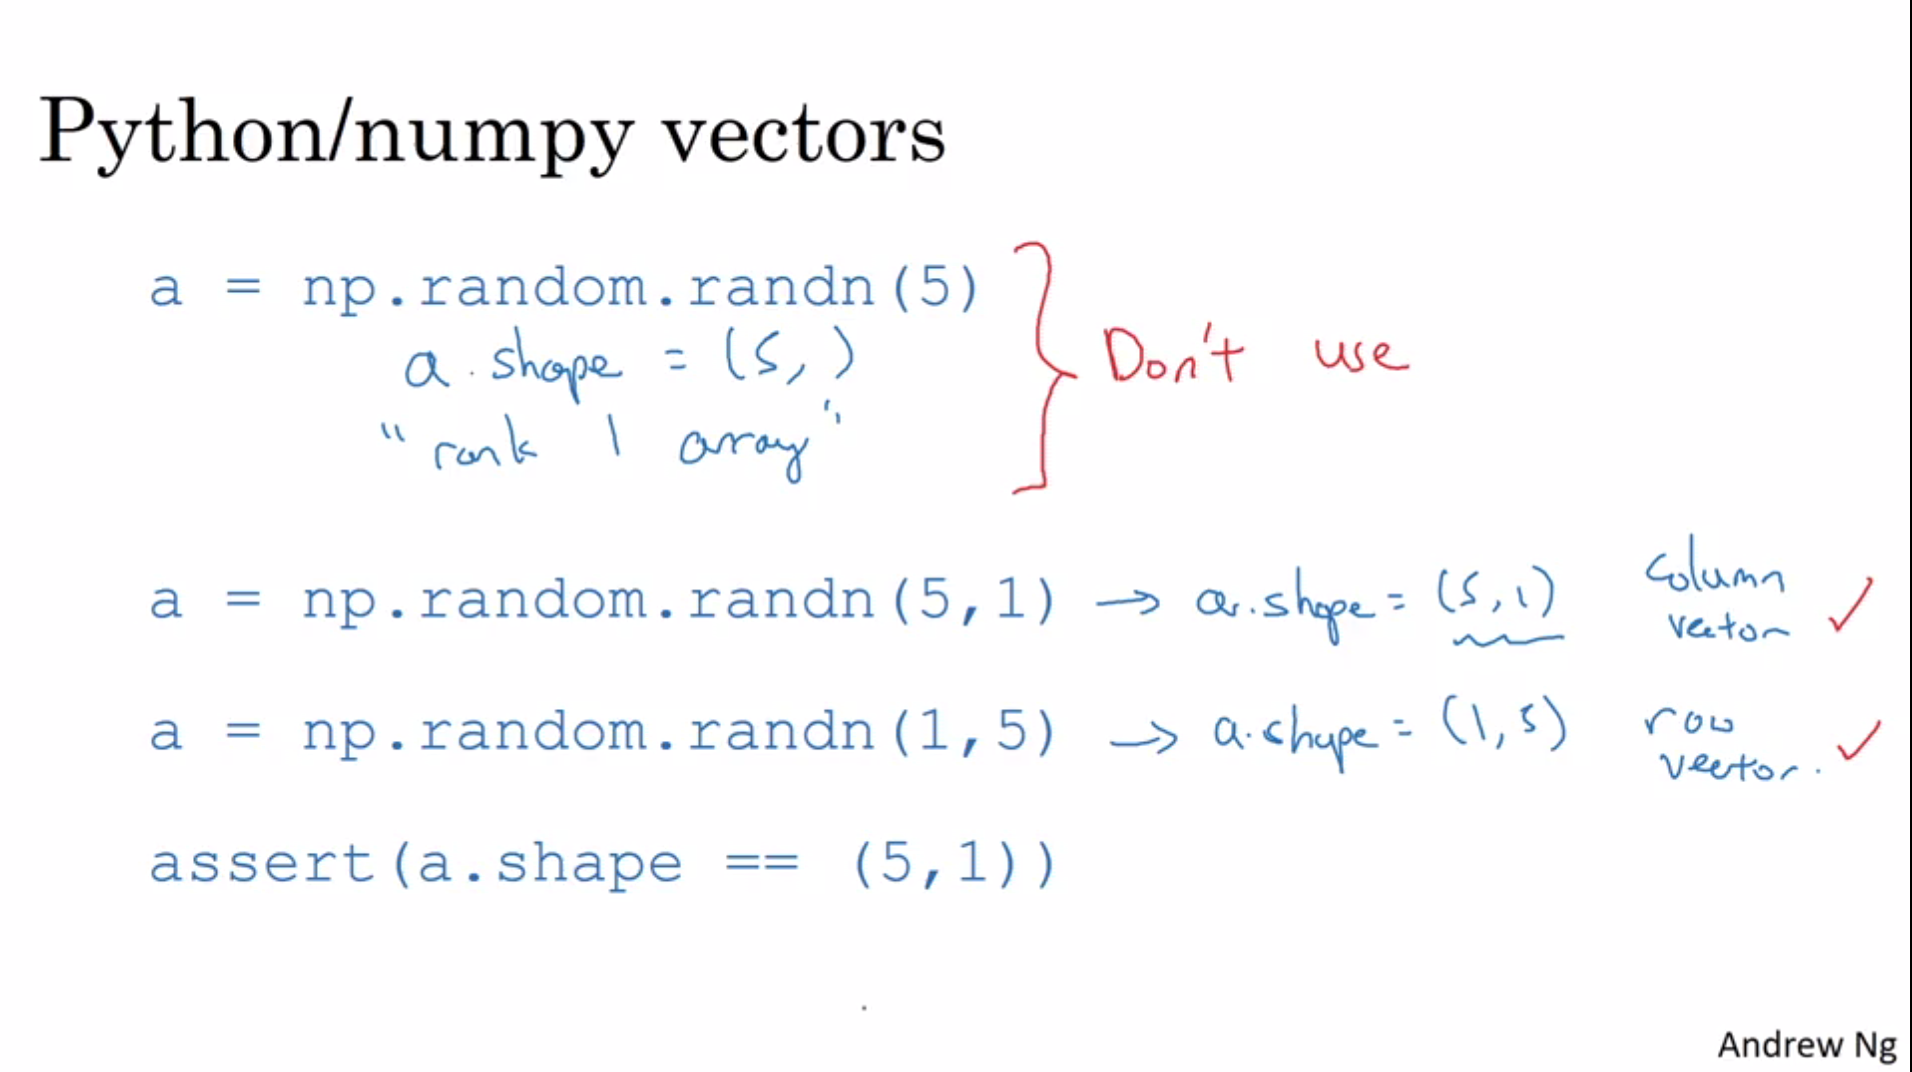 Python/numpy vectors
a = np.random.randn(5)
a.shape = (5,)
"rank 1 array"
Don't use
a = np.random.randn(5,1) → a.shape = (5,1) column vector ✓
a = np.random.randn(1,5) → a.shape = (1,5) row vector. ✓
assert(a.shape == (5,1))
Andrew Ng